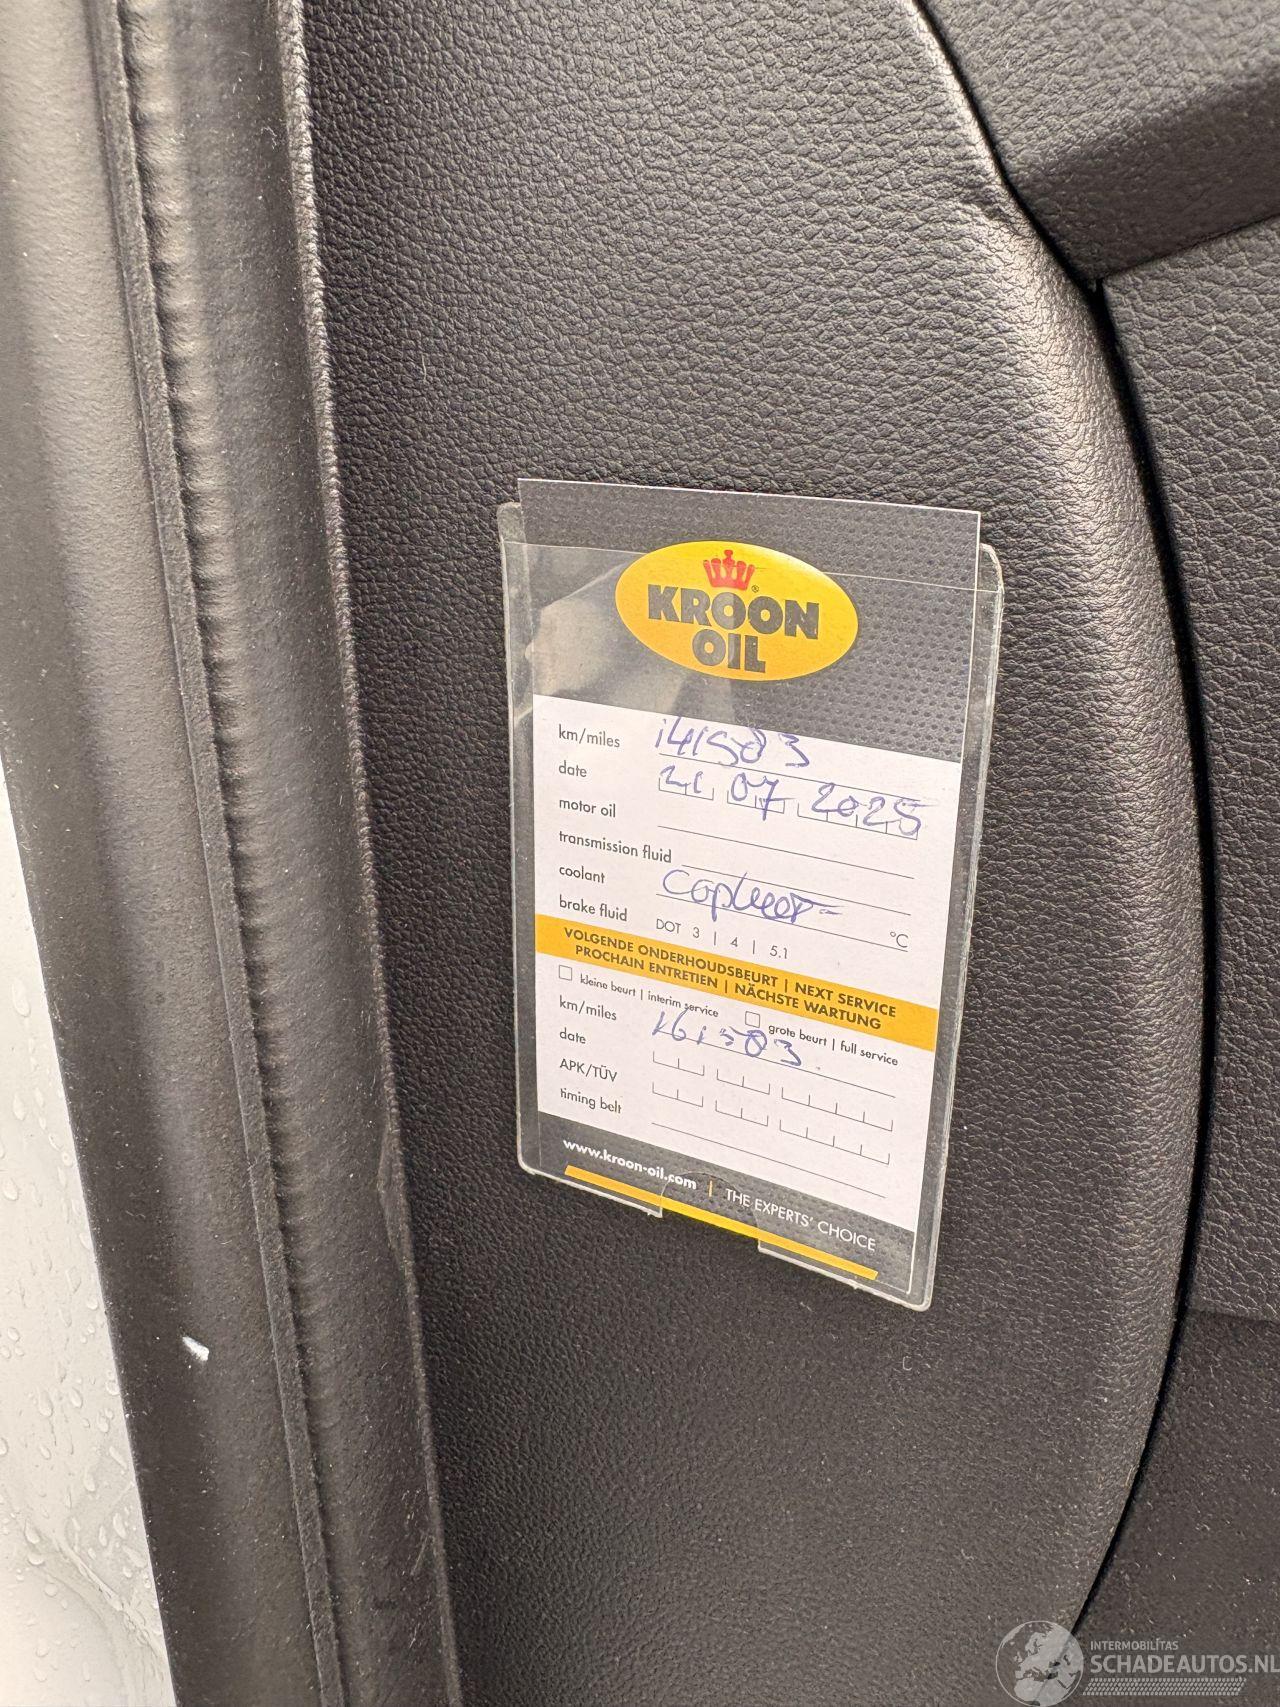 KROON
OIL
km/miles 141583
date 21 07 2025
motor oil
transmission fluid
coolant °C
brake fluid DOT 3 | 4 | 5.1
VOLGENDE ONDERHOUDSBEURT | NEXT SERVICE
PROCHAIN ENTRETIEN | NÄCHSTE WARTUNG
kleine beurt | interim service grote beurt | full service
km/miles 161583
date
APK/TÜV
timing belt
www.kroon-oil.com | THE EXPERTS' CHOICE
INTERMOBILITAS
SCHADEAUTOS.NL